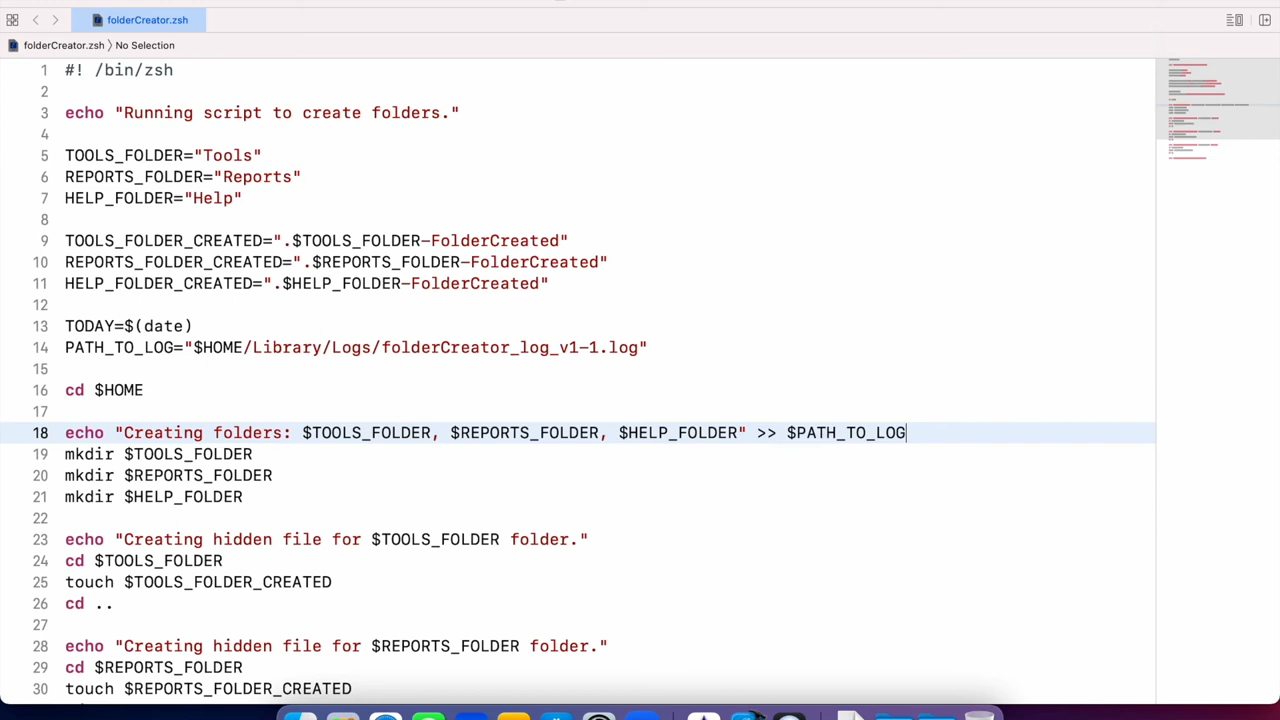 folderCreator.zsh
folderCreator.zsh 〉 No Selection
1 #! /bin/zsh
2
3 echo "Running script to create folders."
4
5 TOOLS_FOLDER="Tools"
6 REPORTS_FOLDER="Reports"
7 HELP_FOLDER="Help"
8
9 TOOLS_FOLDER_CREATED=".$TOOLS_FOLDER-FolderCreated"
10 REPORTS_FOLDER_CREATED=".$REPORTS_FOLDER-FolderCreated"
11 HELP_FOLDER_CREATED=".$HELP_FOLDER-FolderCreated"
12
13 TODAY=$(date)
14 PATH_TO_LOG="$HOME/Library/Logs/folderCreator_log_v1-1.log"
15
16 cd $HOME
17
18 echo "Creating folders: $TOOLS_FOLDER, $REPORTS_FOLDER, $HELP_FOLDER" >> $PATH_TO_LOG
19 mkdir $TOOLS_FOLDER
20 mkdir $REPORTS_FOLDER
21 mkdir $HELP_FOLDER
22
23 echo "Creating hidden file for $TOOLS_FOLDER folder."
24 cd $TOOLS_FOLDER
25 touch $TOOLS_FOLDER_CREATED
26 cd ..
27
28 echo "Creating hidden file for $REPORTS_FOLDER folder."
29 cd $REPORTS_FOLDER
30 touch $REPORTS_FOLDER_CREATED